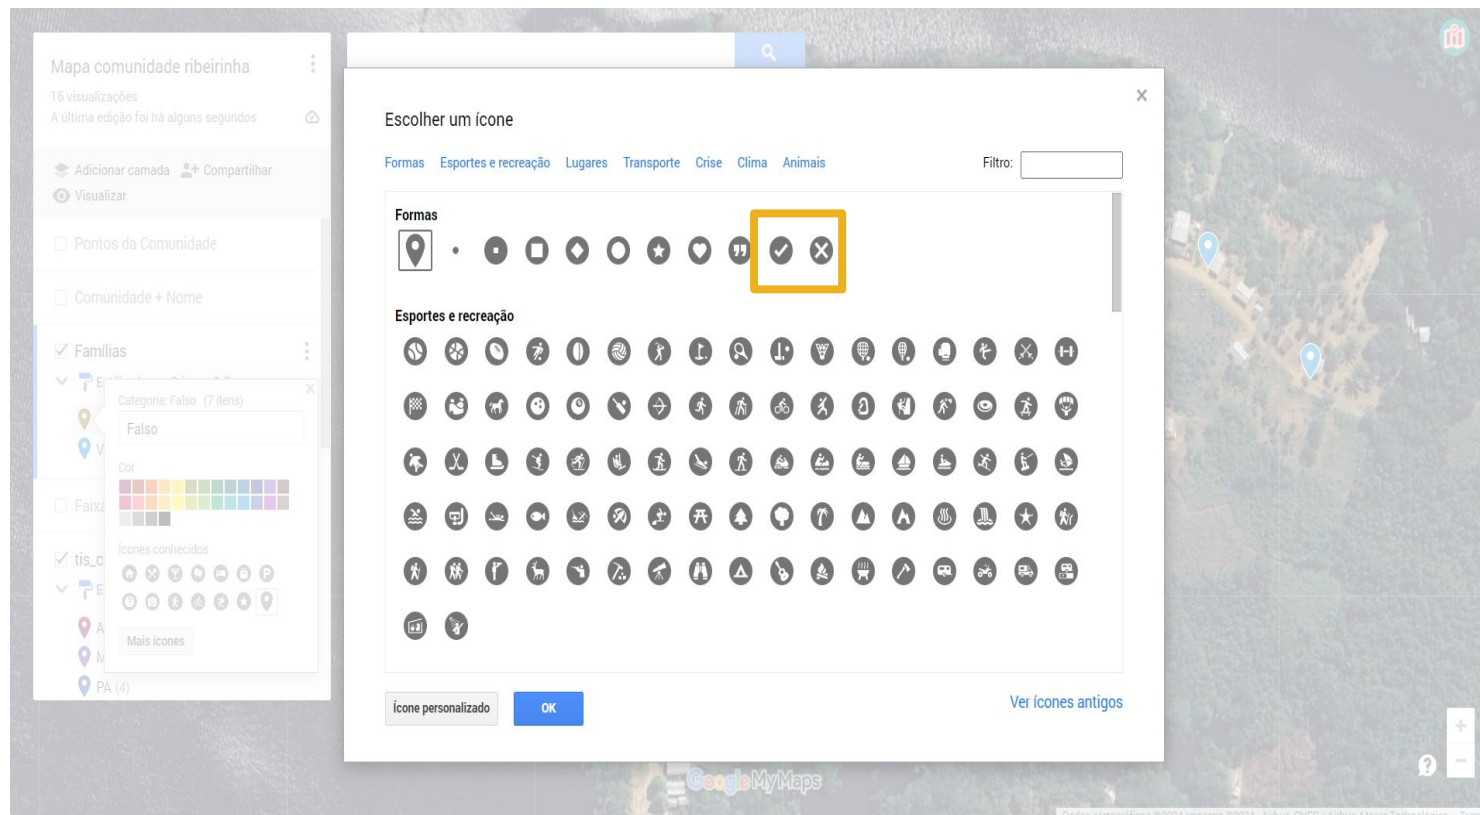 Mapa comunidade ribeirinha
16 visualizações
A última edição foi há alguns segundos
Adicionar camada Compartilhar
Visualizar
Pontos da Comunidade
Comunidade + Nome
Famílias
Categoria: Falso (7 itens)
Falso
V
Cor
Faixa
Ícones conhecidos
tis_c
E
A
Mais ícones
M
PA (4)
Escolher um ícone
Formas Esportes e recreação Lugares Transporte Crise Clima Animais Filtro:
Formas
Esportes e recreação
Ícone personalizado OK Ver ícones antigos
Google My Maps